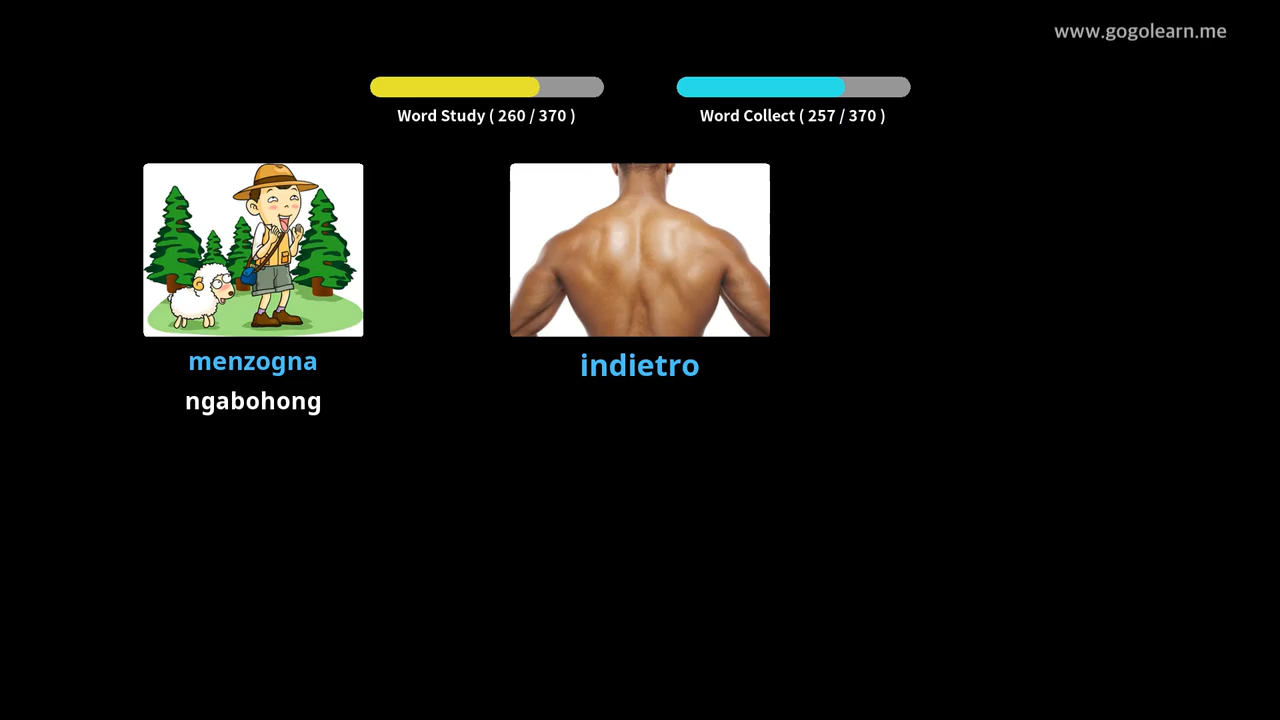 www.gogolearn.me
Word Study ( 260 / 370 )
Word Collect ( 257 / 370 )
menzogna
ngabohong
indietro